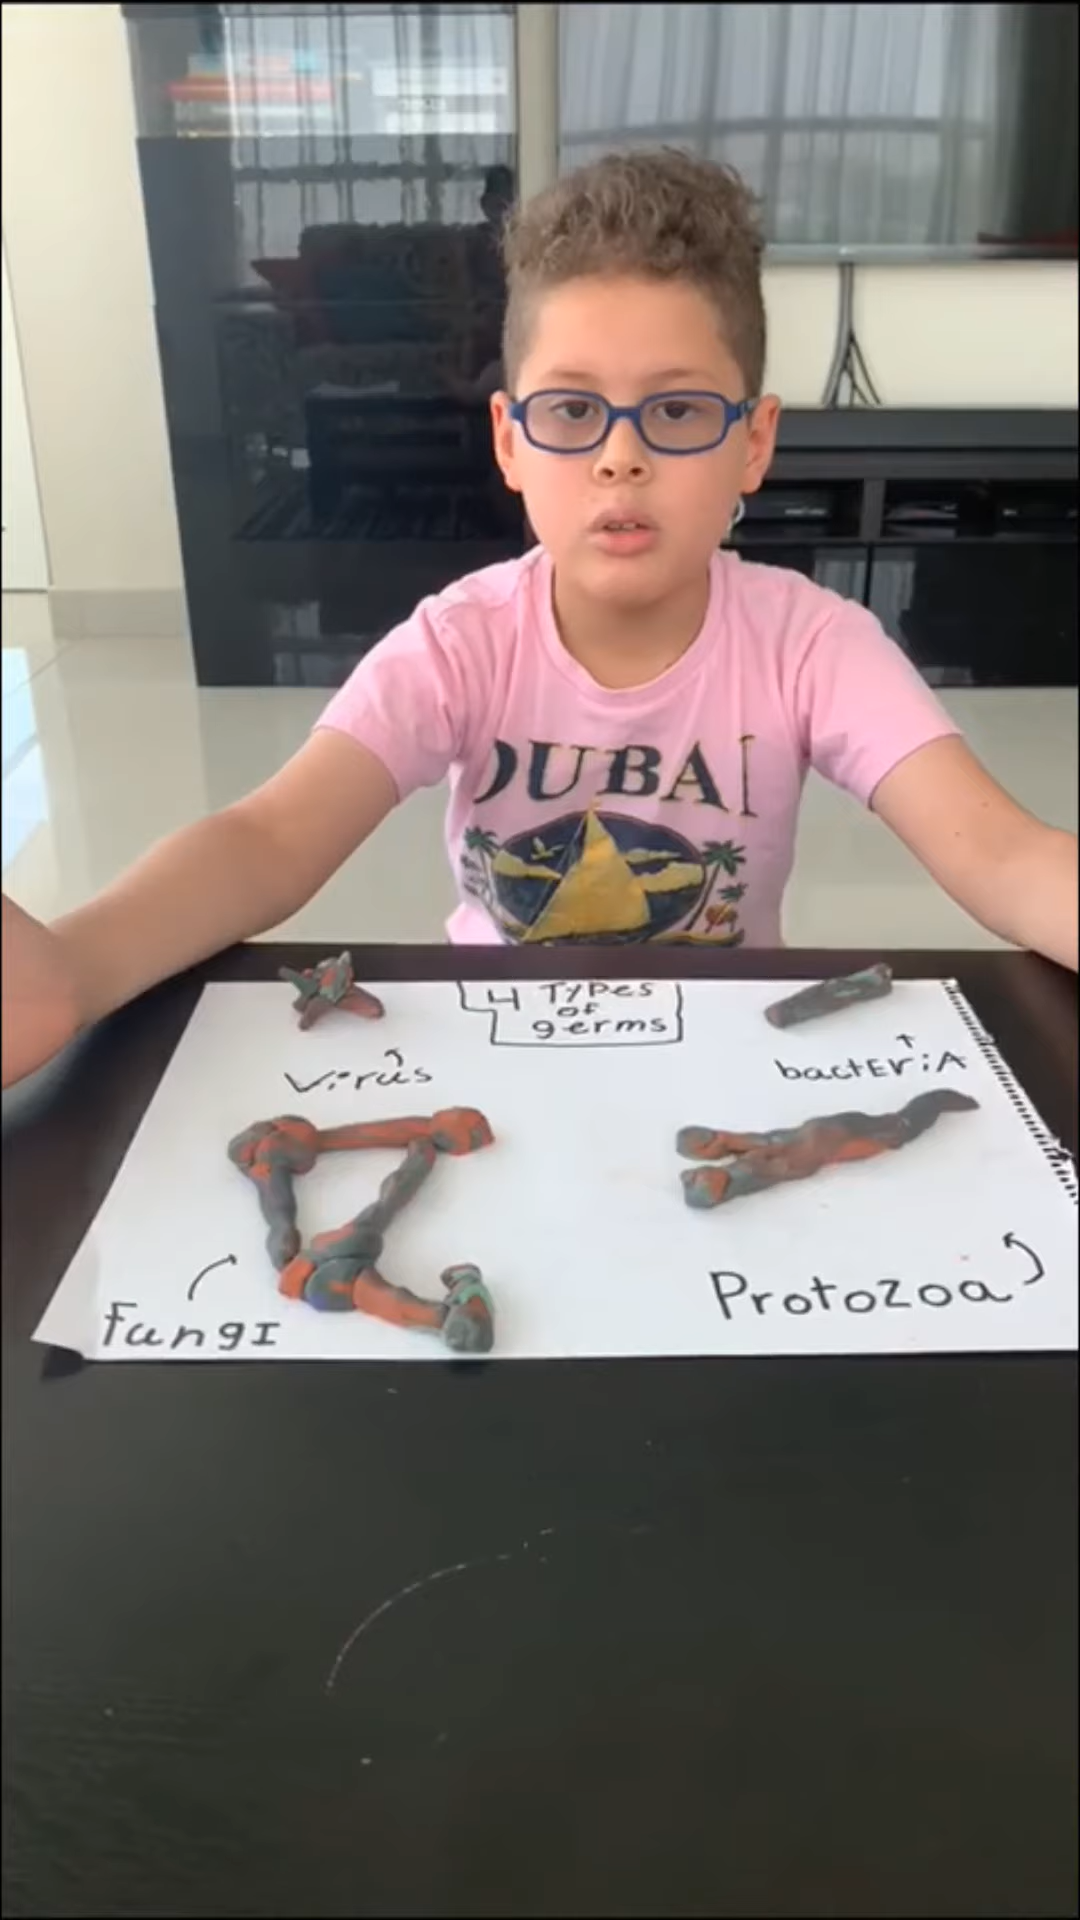 DUBAI
4 Types
of
germs
Virus
bactEriA
Fungi
Protozoa